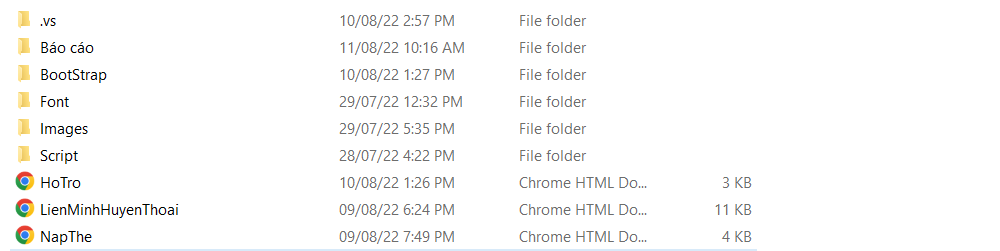 .vs 10/08/22 2:57 PM File folder
Báo cáo 11/08/22 10:16 AM File folder
BootStrap 10/08/22 1:27 PM File folder
Font 29/07/22 12:32 PM File folder
Images 29/07/22 5:35 PM File folder
Script 28/07/22 4:22 PM File folder
HoTro 10/08/22 1:26 PM Chrome HTML Do... 3 KB
LienMinhHuyenThoai 09/08/22 6:24 PM Chrome HTML Do... 11 KB
NapThe 09/08/22 7:49 PM Chrome HTML Do... 4 KB